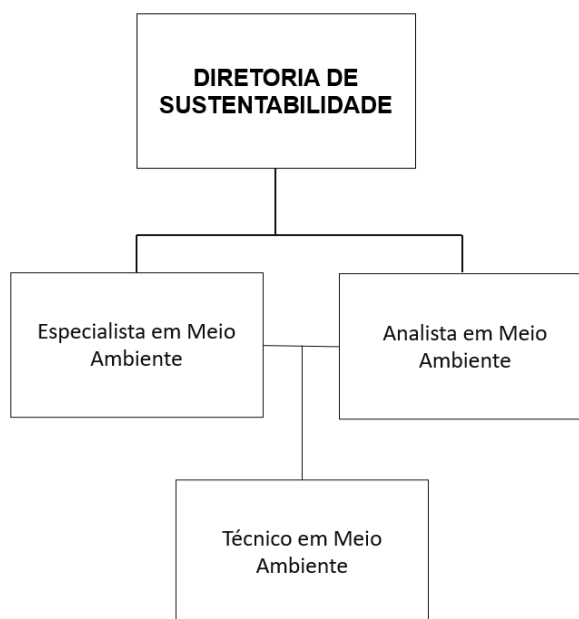 DIRETORIA DE
SUSTENTABILIDADE
Especialista em Meio
Ambiente
Analista em Meio
Ambiente
Técnico em Meio
Ambiente